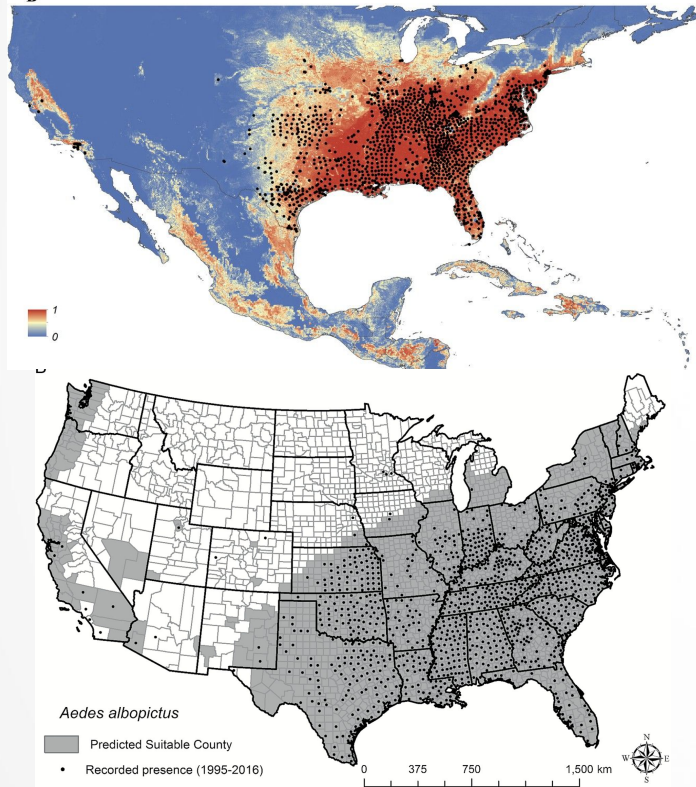 1
0
Aedes albopictus
Predicted Suitable County
Recorded presence (1995-2016)
0 375 750 1,500 km
N
W E
S